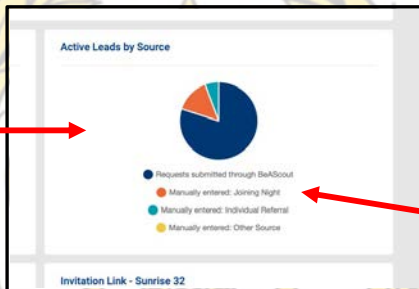 Active Leads by Source
Requests submitted through BeAScout
Manually entered: Joining Night
Manually entered: Individual Referral
Manually entered: Other Source
Invitation Link - Sunrise 32